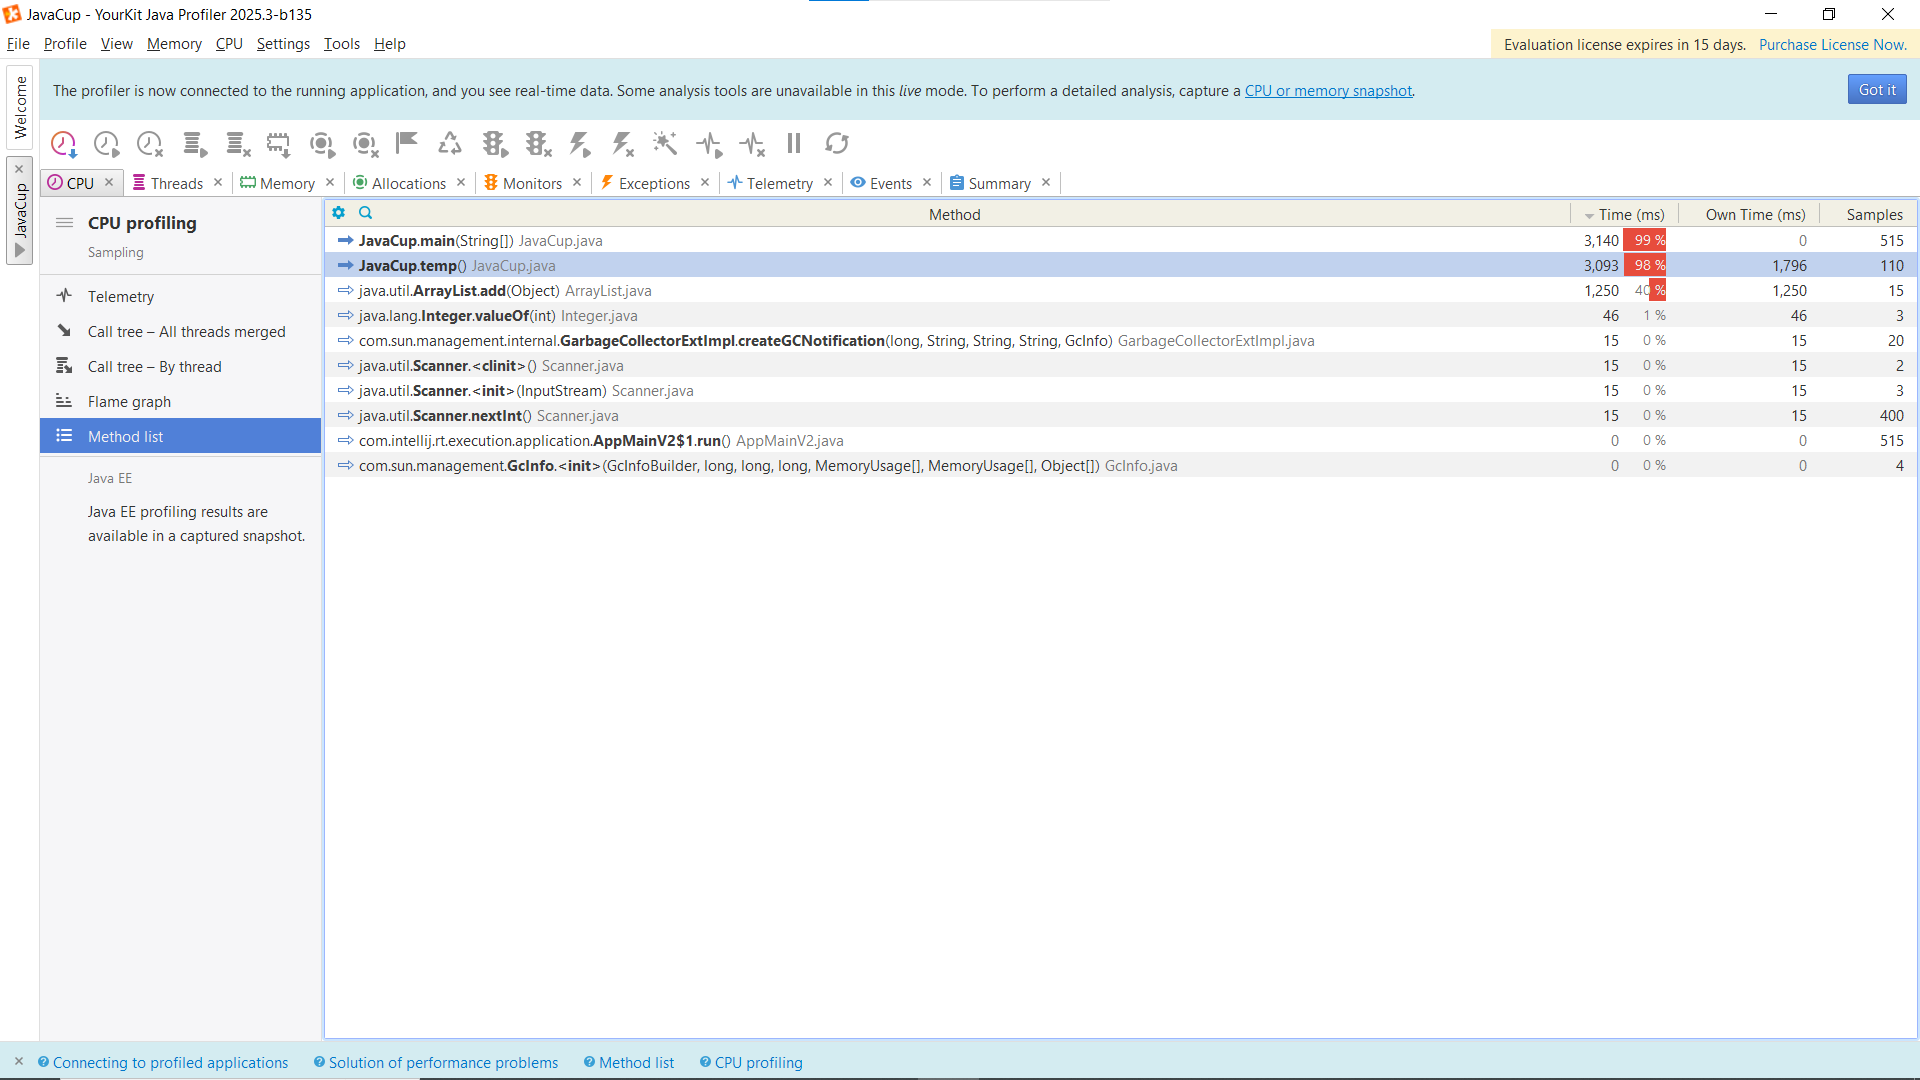 JavaCup - YourKit Java Profiler 2025.3-b135
File Profile View Memory CPU Settings Tools Help
Evaluation license expires in 15 days. Purchase License Now.
Welcome
JavaCup
The profiler is now connected to the running application, and you see real-time data. Some analysis tools are unavailable in this live mode. To perform a detailed analysis, capture a CPU or memory snapshot.
Got it
CPU Threads Memory Allocations Monitors Exceptions Telemetry Events Summary
CPU profiling
Sampling
Telemetry
Call tree – All threads merged
Call tree – By thread
Flame graph
Method list
Java EE
Java EE profiling results are
available in a captured snapshot.
Method Time (ms) Own Time (ms) Samples
JavaCup.main(String[]) JavaCup.java 3,140 99 % 0 515
JavaCup.temp() JavaCup.java 3,093 98 % 1,796 110
java.util.ArrayList.add(Object) ArrayList.java 1,250 40 % 1,250 15
java.lang.Integer.valueOf(int) Integer.java 46 1 % 46 3
com.sun.management.internal.GarbageCollectorExtImpl.createGCNotification(long, String, String, String, GcInfo) GarbageCollectorExtImpl.java 15 0 % 15 20
java.util.Scanner.<clinit>() Scanner.java 15 0 % 15 2
java.util.Scanner.<init>(InputStream) Scanner.java 15 0 % 15 3
java.util.Scanner.nextInt() Scanner.java 15 0 % 15 400
com.intellij.rt.execution.application.AppMainV2$1.run() AppMainV2.java 0 0 % 0 515
com.sun.management.GcInfo.<init>(GcInfoBuilder, long, long, long, MemoryUsage[], MemoryUsage[], Object[]) GcInfo.java 0 0 % 0 4
Connecting to profiled applications Solution of performance problems Method list CPU profiling